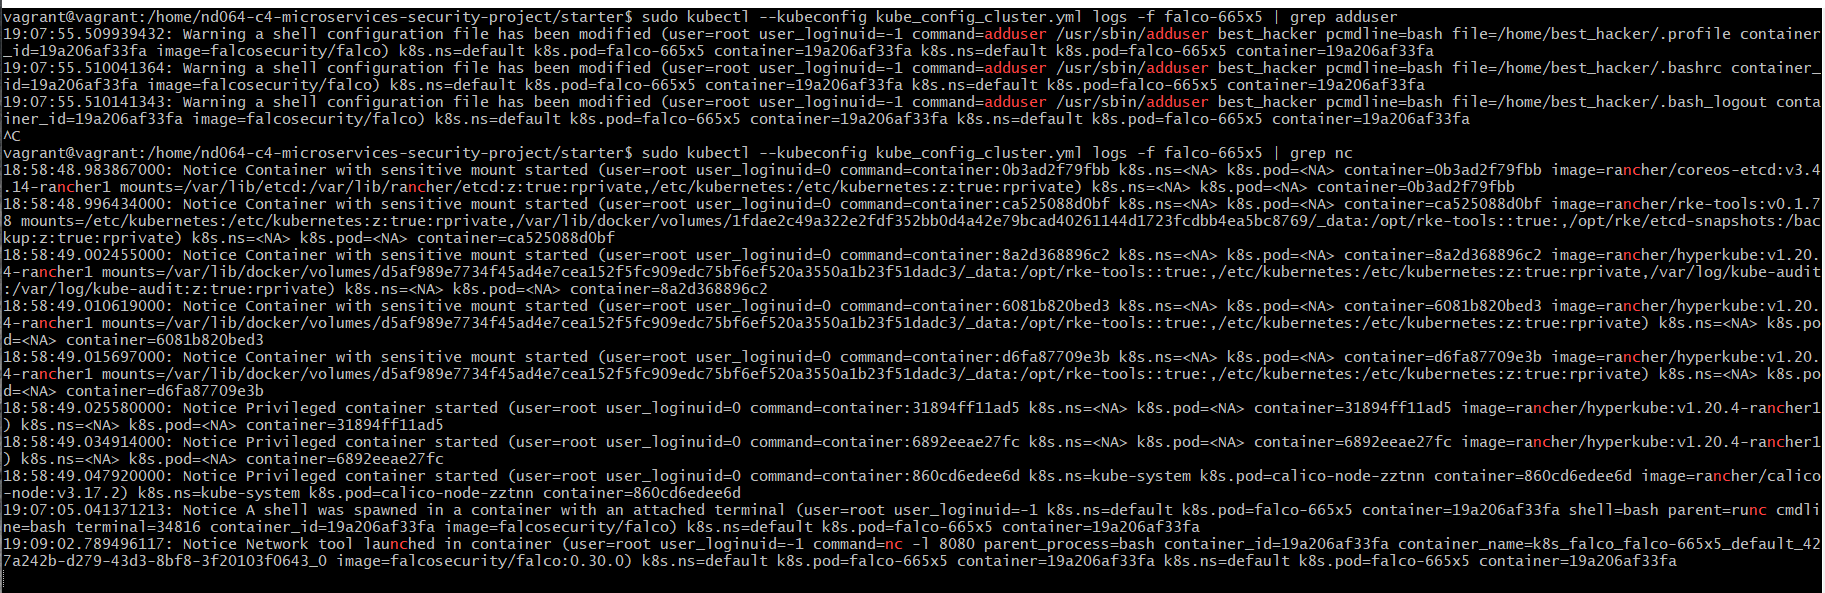 vagrant@vagrant:/home/nd064-c4-microservices-security-project/starter$ sudo kubectl --kubeconfig kube_config_cluster.yml logs -f falco-665x5 | grep adduser
19:07:55.509939432: Warning a shell configuration file has been modified (user=root user_loginuid=-1 command=adduser /usr/sbin/adduser best_hacker pcmdline=bash file=/home/best_hacker/.profile container
_id=19a206af33fa image=falcosecurity/falco) k8s.ns=default k8s.pod=falco-665x5 container=19a206af33fa k8s.ns=default k8s.pod=falco-665x5 container=19a206af33fa
19:07:55.510041364: Warning a shell configuration file has been modified (user=root user_loginuid=-1 command=adduser /usr/sbin/adduser best_hacker pcmdline=bash file=/home/best_hacker/.bashrc container_
id=19a206af33fa image=falcosecurity/falco) k8s.ns=default k8s.pod=falco-665x5 container=19a206af33fa k8s.ns=default k8s.pod=falco-665x5 container=19a206af33fa
19:07:55.510141343: Warning a shell configuration file has been modified (user=root user_loginuid=-1 command=adduser /usr/sbin/adduser best_hacker pcmdline=bash file=/home/best_hacker/.bash_logout conta
iner_id=19a206af33fa image=falcosecurity/falco) k8s.ns=default k8s.pod=falco-665x5 container=19a206af33fa k8s.ns=default k8s.pod=falco-665x5 container=19a206af33fa
^C
vagrant@vagrant:/home/nd064-c4-microservices-security-project/starter$ sudo kubectl --kubeconfig kube_config_cluster.yml logs -f falco-665x5 | grep nc
18:58:48.983867000: Notice Container with sensitive mount started (user=root user_loginuid=0 command=container:0b3ad2f79fbb k8s.ns=<NA> k8s.pod=<NA> container=0b3ad2f79fbb image=rancher/coreos-etcd:v3.4
.14-rancher1 mounts=/var/lib/etcd:/var/lib/rancher/etcd:z:true:rprivate,/etc/kubernetes:/etc/kubernetes:z:true:rprivate) k8s.ns=<NA> k8s.pod=<NA> container=0b3ad2f79fbb
18:58:48.996434000: Notice Container with sensitive mount started (user=root user_loginuid=0 command=container:ca525088d0bf k8s.ns=<NA> k8s.pod=<NA> container=ca525088d0bf image=rancher/rke-tools:v0.1.7
8 mounts=/etc/kubernetes:/etc/kubernetes:z:true:rprivate,/var/lib/docker/volumes/1fdae2c49a322e2fdf352bb0d4a42e79bcad40261144d1723fcdbb4ea5bc8769/_data:/opt/rke-tools::true:,/opt/rke/etcd-snapshots:/bac
kup:z:true:rprivate) k8s.ns=<NA> k8s.pod=<NA> container=ca525088d0bf
18:58:49.002455000: Notice Container with sensitive mount started (user=root user_loginuid=0 command=container:8a2d368896c2 k8s.ns=<NA> k8s.pod=<NA> container=8a2d368896c2 image=rancher/hyperkube:v1.20.
4-rancher1 mounts=/var/lib/docker/volumes/d5af989e7734f45ad4e7cea152f5fc909edc75bf6ef520a3550a1b23f51dadc3/_data:/opt/rke-tools::true:,/etc/kubernetes:/etc/kubernetes:z:true:rprivate,/var/log/kube-audit
:/var/log/kube-audit:z:true:rprivate) k8s.ns=<NA> k8s.pod=<NA> container=8a2d368896c2
18:58:49.010619000: Notice Container with sensitive mount started (user=root user_loginuid=0 command=container:6081b820bed3 k8s.ns=<NA> k8s.pod=<NA> container=6081b820bed3 image=rancher/hyperkube:v1.20.
4-rancher1 mounts=/var/lib/docker/volumes/d5af989e7734f45ad4e7cea152f5fc909edc75bf6ef520a3550a1b23f51dadc3/_data:/opt/rke-tools::true:,/etc/kubernetes:/etc/kubernetes:z:true:rprivate) k8s.ns=<NA> k8s.po
d=<NA> container=6081b820bed3
18:58:49.015697000: Notice Container with sensitive mount started (user=root user_loginuid=0 command=container:d6fa87709e3b k8s.ns=<NA> k8s.pod=<NA> container=d6fa87709e3b image=rancher/hyperkube:v1.20.
4-rancher1 mounts=/var/lib/docker/volumes/d5af989e7734f45ad4e7cea152f5fc909edc75bf6ef520a3550a1b23f51dadc3/_data:/opt/rke-tools::true:,/etc/kubernetes:/etc/kubernetes:z:true:rprivate) k8s.ns=<NA> k8s.po
d=<NA> container=d6fa87709e3b
18:58:49.025580000: Notice Privileged container started (user=root user_loginuid=0 command=container:31894ff11ad5 k8s.ns=<NA> k8s.pod=<NA> container=31894ff11ad5 image=rancher/hyperkube:v1.20.4-rancher1
) k8s.ns=<NA> k8s.pod=<NA> container=31894ff11ad5
18:58:49.034914000: Notice Privileged container started (user=root user_loginuid=0 command=container:6892eeae27fc k8s.ns=<NA> k8s.pod=<NA> container=6892eeae27fc image=rancher/hyperkube:v1.20.4-rancher1
) k8s.ns=<NA> k8s.pod=<NA> container=6892eeae27fc
18:58:49.047920000: Notice Privileged container started (user=root user_loginuid=0 command=container:860cd6edee6d k8s.ns=kube-system k8s.pod=calico-node-zztnn container=860cd6edee6d image=rancher/calico
-node:v3.17.2) k8s.ns=kube-system k8s.pod=calico-node-zztnn container=860cd6edee6d
19:07:05.041371213: Notice A shell was spawned in a container with an attached terminal (user=root user_loginuid=-1 k8s.ns=default k8s.pod=falco-665x5 container=19a206af33fa shell=bash parent=runc cmdli
ne=bash terminal=34816 container_id=19a206af33fa image=falcosecurity/falco) k8s.ns=default k8s.pod=falco-665x5 container=19a206af33fa
19:09:02.789496117: Notice Network tool launched in container (user=root user_loginuid=-1 command=nc -l 8080 parent_process=bash container_id=19a206af33fa container_name=k8s_falco_falco-665x5_default_42
7a242b-d279-43d3-8bf8-3f20103f0643_0 image=falcosecurity/falco:0.30.0) k8s.ns=default k8s.pod=falco-665x5 container=19a206af33fa k8s.ns=default k8s.pod=falco-665x5 container=19a206af33fa